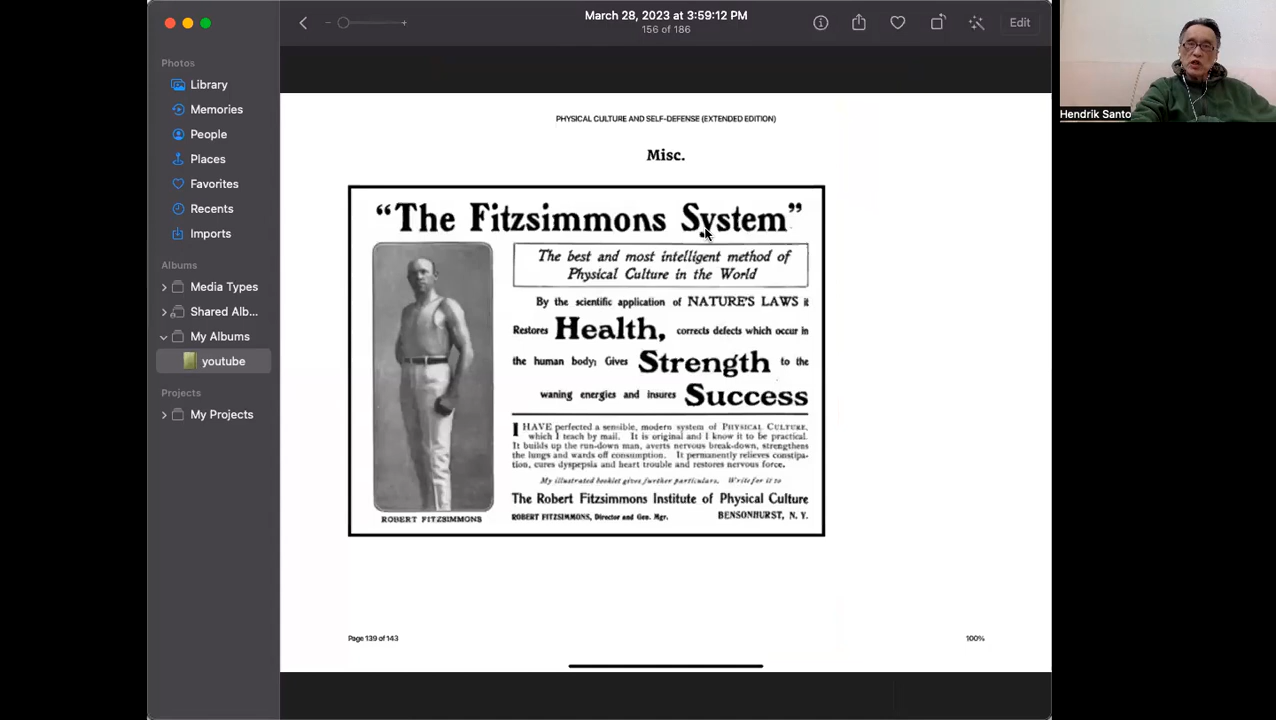 March 28, 2023 at 3:59:12 PM
156 of 186
Edit
Photos
Library
Memories
People
Places
Favorites
Recents
Imports
Albums
Media Types
Shared Alb...
My Albums
youtube
Projects
My Projects
PHYSICAL CULTURE AND SELF-DEFENSE (EXTENDED EDITION)
Misc.
“The Fitzsimmons System”
The best and most intelligent method of
Physical Culture in the World
By the scientific application of NATURE'S LAWS it
Restores Health, corrects defects which occur in
the human body; Gives Strength to the
waning energies and insures Success
I HAVE perfected a sensible, modern system of PHYSICAL CULTURE,
which I teach by mail. It is original and I know it to be practical.
It builds up the run-down man, averts nervous break-down, strengthens
the lungs and wards off consumption. It permanently relieves constipa-
tion, cures dyspepsia and heart trouble and restores nervous force.
My illustrated booklet gives further particulars. Write for it to
The Robert Fitzsimmons Institute of Physical Culture
ROBERT FITZSIMMONS, Director and Gen. Mgr. BENSONHURST, N. Y.
ROBERT FITZSIMMONS
Page 139 of 143
100%
Hendrik Santo